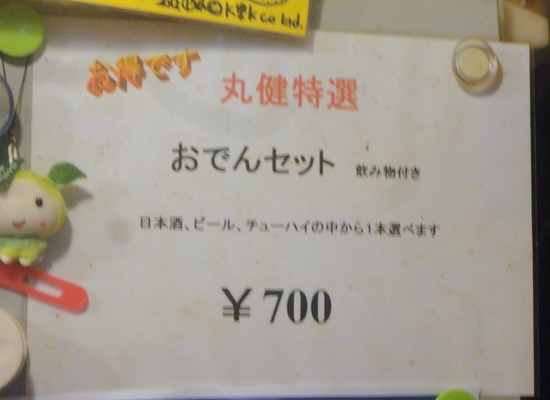 お得です
丸健特選
おでんセット 飲み物付き
日本酒、ビール、チューハイの中から1本選べます
¥700